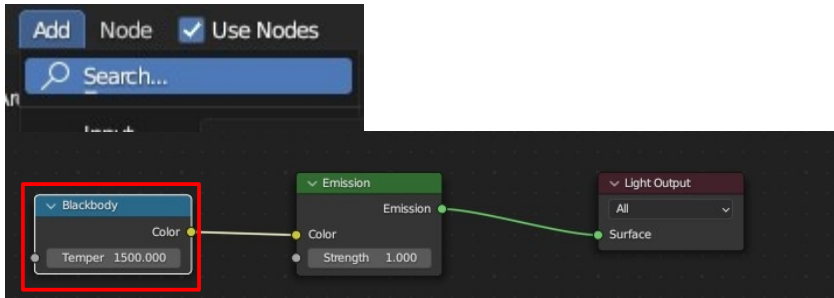 Add Node Use Nodes
Search...
Blackbody
Color
Temper 1500.000
Emission
Emission
Color
Strength 1.000
Light Output
All
Surface